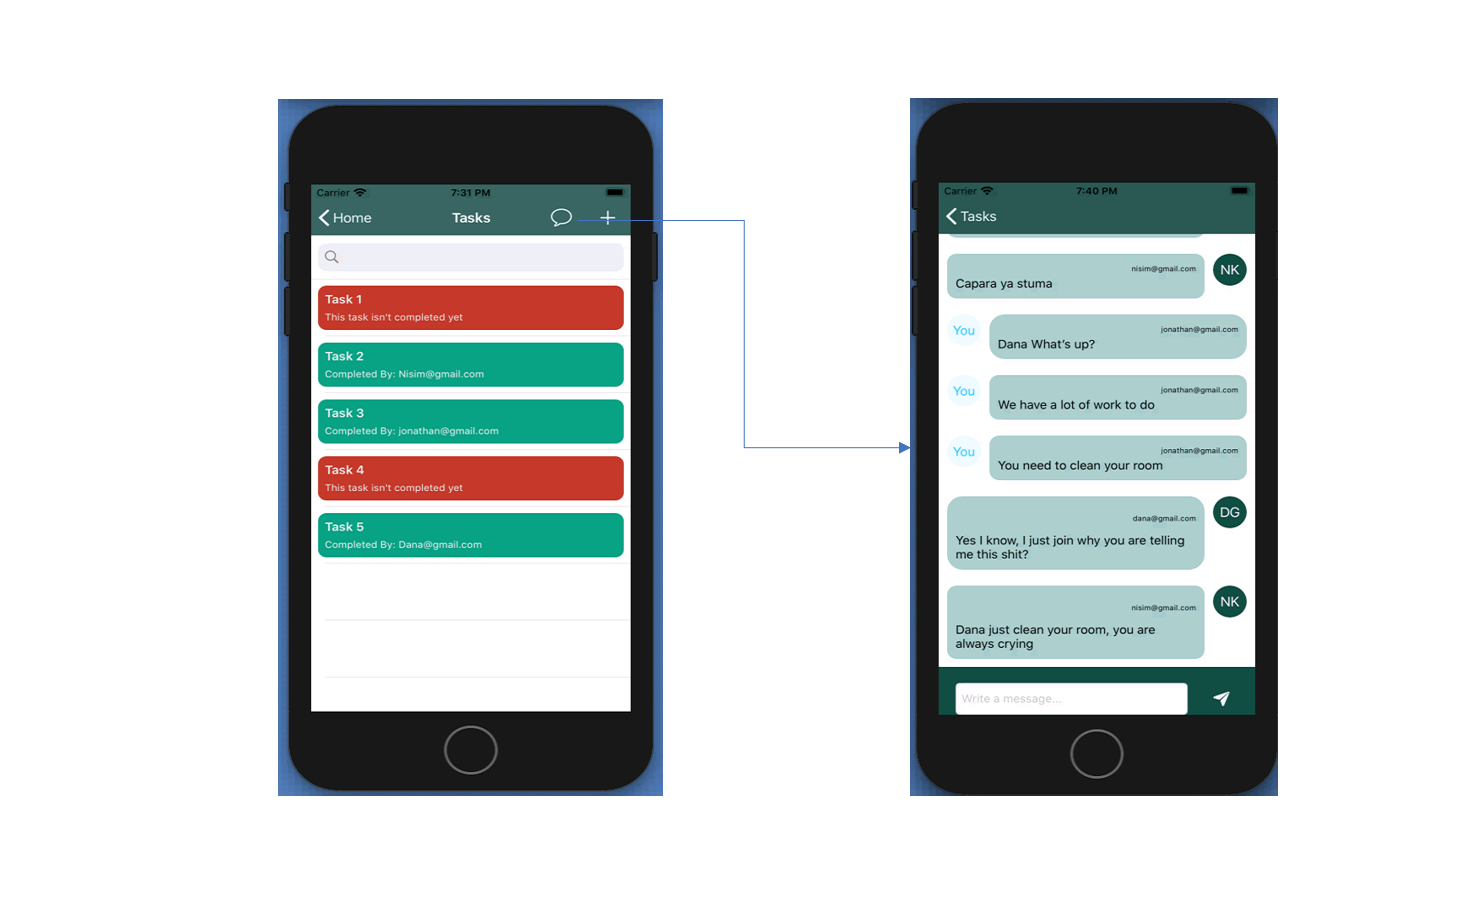 Carrier 7:31 PM
Home Tasks
Task 1
This task isn't completed yet
Task 2
Completed By: Nisim@gmail.com
Task 3
Completed By: jonathan@gmail.com
Task 4
This task isn't completed yet
Task 5
Completed By: Dana@gmail.com
Carrier 7:40 PM
Tasks
nisim@gmail.com NK
Capara ya stuma
You jonathan@gmail.com
Dana What's up?
You jonathan@gmail.com
We have a lot of work to do
You jonathan@gmail.com
You need to clean your room
dana@gmail.com DG
Yes I know, I just join why you are telling
me this shit?
nisim@gmail.com NK
Dana just clean your room, you are
always crying
Write a message...